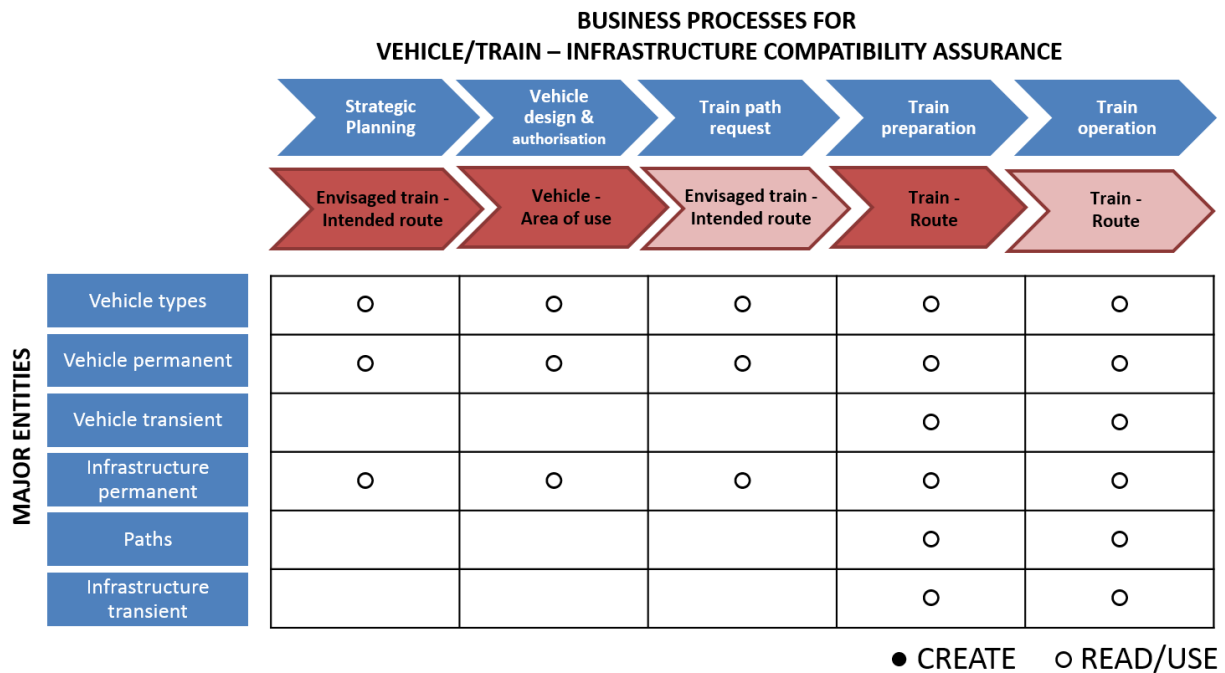 BUSINESS PROCESSES FOR
VEHICLE/TRAIN – INFRASTRUCTURE COMPATIBILITY ASSURANCE
Strategic
Planning
Vehicle
design &
authorisation
Train path
request
Train
preparation
Train
operation
Envisaged train -
Intended route
Vehicle -
Area of use
Envisaged train -
Intended route
Train -
Route
Train -
Route
MAJOR ENTITIES
Vehicle types
Vehicle permanent
Vehicle transient
Infrastructure
permanent
Paths
Infrastructure
transient
● CREATE ○ READ/USE